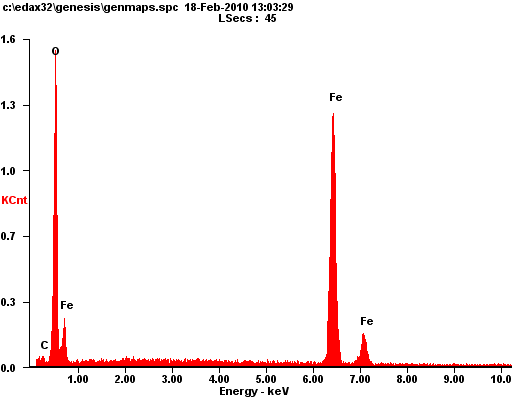 c:\edax32\genesis\genmaps.spc 18-Feb-2010 13:03:29
LSecs : 45
1.6
O
Fe
1.3
1.0
KCnt
0.7
0.3
Fe
Fe
C
0.0
1.00 2.00 3.00 4.00 5.00 6.00 7.00 8.00 9.00 10.0
Energy - keV